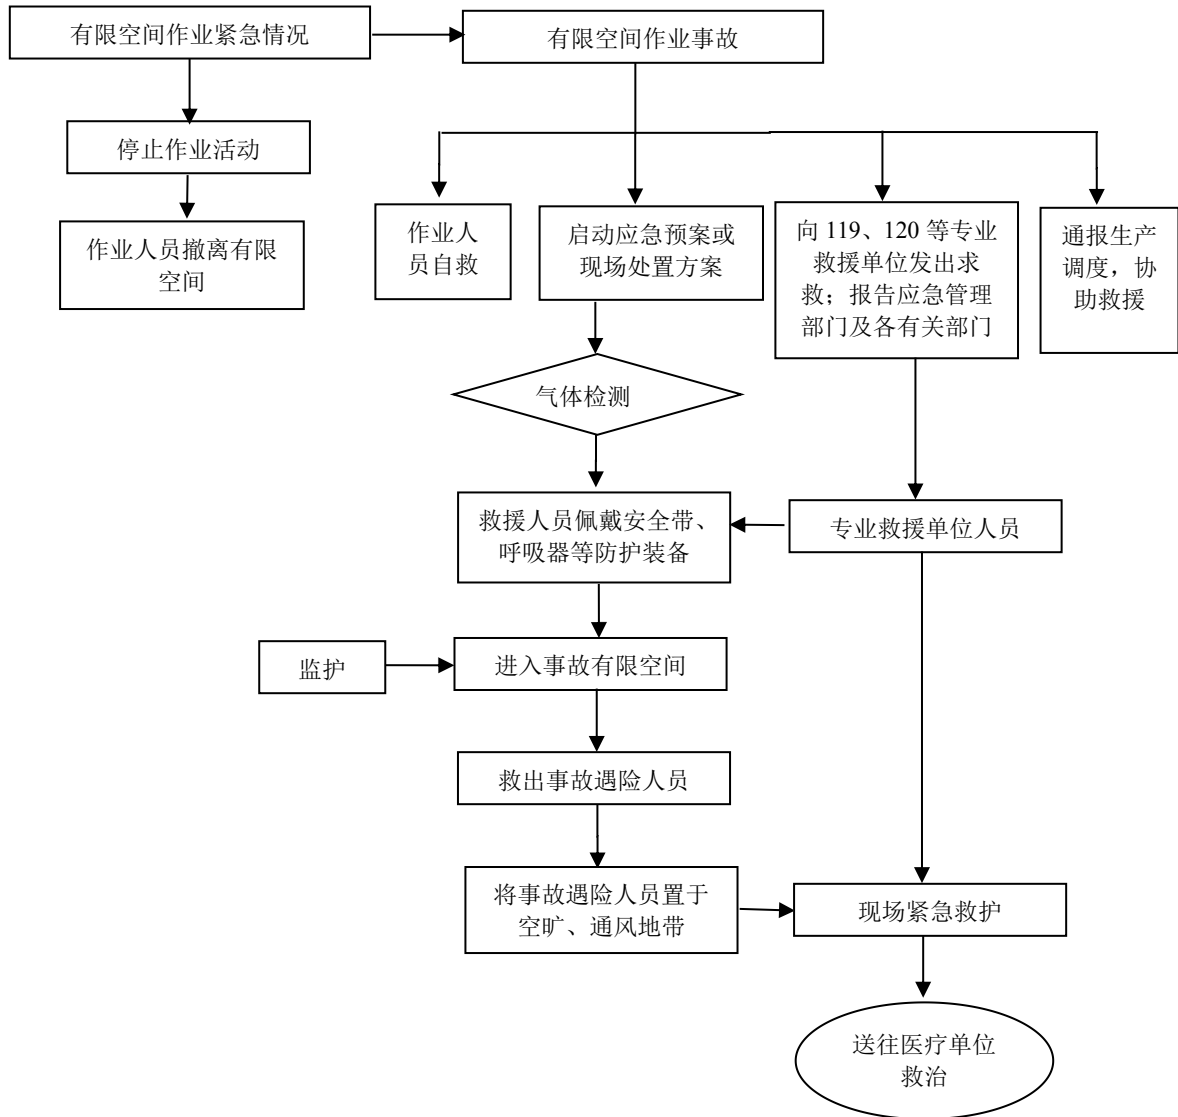 有限空间作业紧急情况
有限空间作业事故
停止作业活动
作业人员撤离有限
空间
作业人
员自救
启动应急预案或
现场处置方案
向 119、120 等专业
救援单位发出求
救；报告应急管理
部门及各有关部门
通报生产
调度，协
助救援
气体检测
救援人员佩戴安全带、
呼吸器等防护装备
专业救援单位人员
监护
进入事故有限空间
救出事故遇险人员
将事故遇险人员置于
空旷、通风地带
现场紧急救护
送往医疗单位
救治